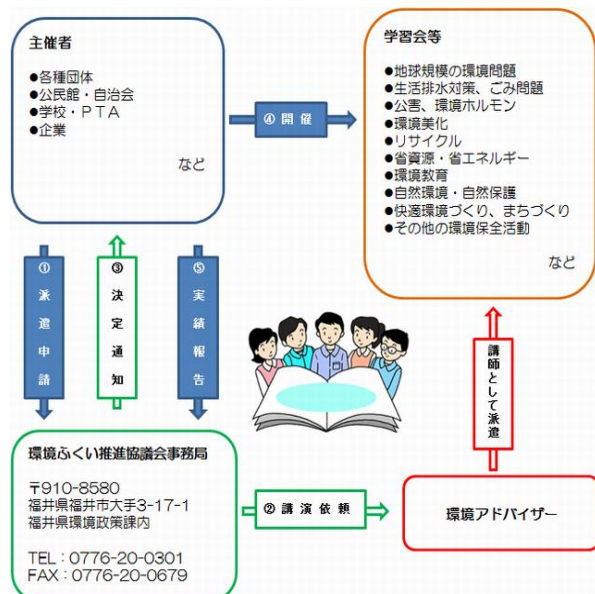 主催者
●各種団体
●公民館・自治会
●学校・ＰＴＡ
●企業
など
④開催
学習会等
●地球規模の環境問題
●生活排水対策、ごみ問題
●公害、環境ホルモン
●環境美化
●リサイクル
●省資源・省エネルギー
●環境教育
●自然環境・自然保護
●快適環境づくり、まちづくり
●その他の環境保全活動
など
①派遣申請
③決定通知
⑤実績報告
講師として派遣
環境ふくい推進協議会事務局
〒910-8580
福井県福井市大手3-17-1
福井県環境政策課内
TEL：0776-20-0301
FAX：0776-20-0679
②講演依頼
環境アドバイザー